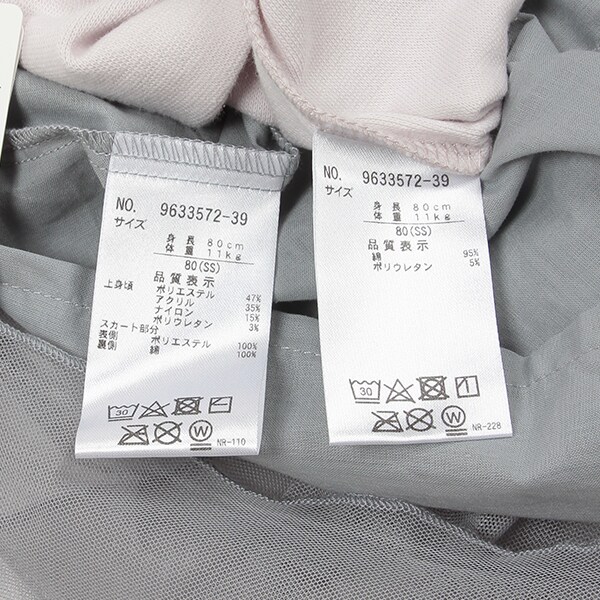 NO. 9633572-39
サイズ
身長 80cm
体重 11kg
80(SS)
品質表示
上身頃 ポリエステル 47%
アクリル 35%
ナイロン 15%
ポリウレタン 3%
スカート部分
表側 ポリエステル 100%
裏側 綿 100%
30
W
NR-110
NO. 9633572-39
サイズ
身長 80cm
体重 11kg
80(SS)
品質表示
綿 95%
ポリウレタン 5%
30
W
NR-228